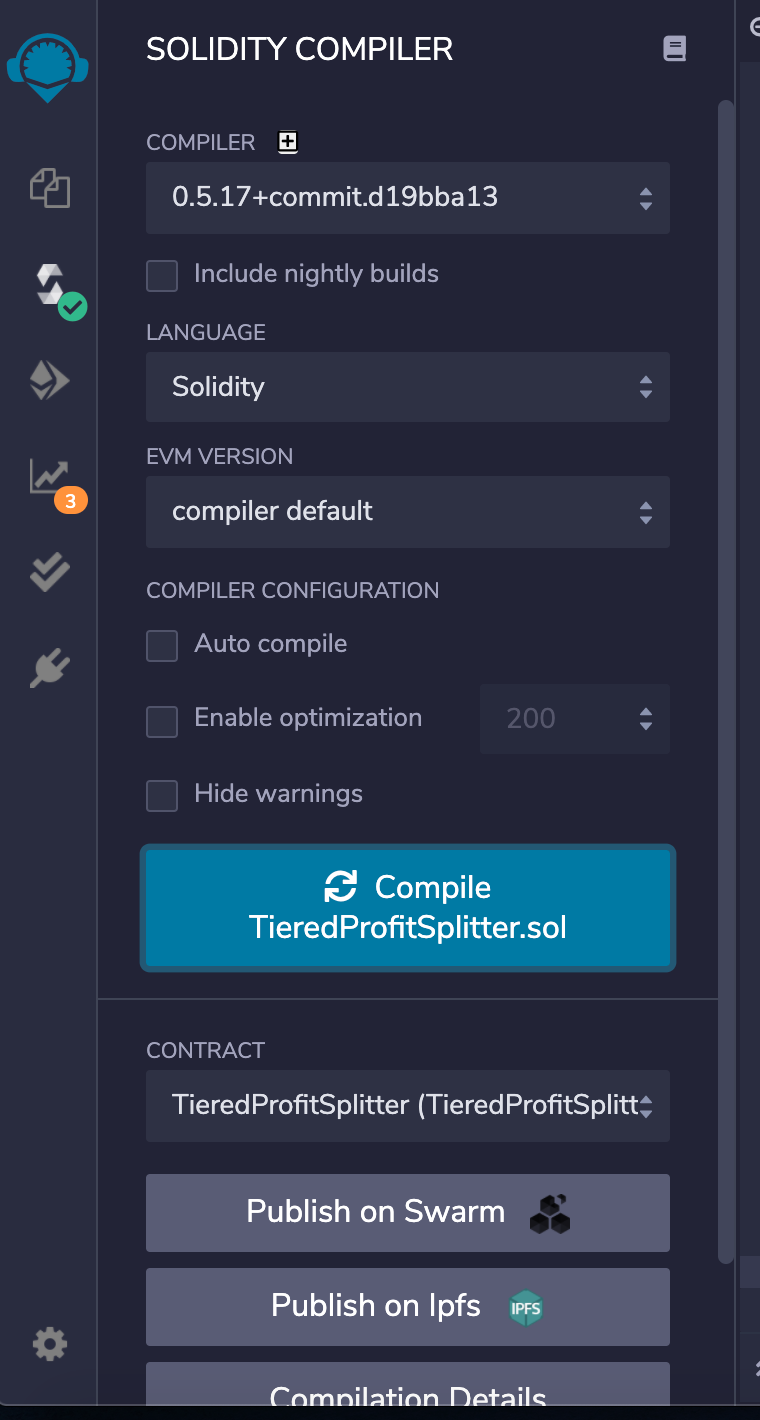 SOLIDITY COMPILER
COMPILER
0.5.17+commit.d19bba13
Include nightly builds
LANGUAGE
Solidity
EVM VERSION
compiler default
COMPILER CONFIGURATION
3
Auto compile
Enable optimization 200
Hide warnings
Compile
TieredProfitSplitter.sol
CONTRACT
TieredProfitSplitter (TieredProfitSplitt
Publish on Swarm
Publish on Ipfs IPFS
Compilation Details